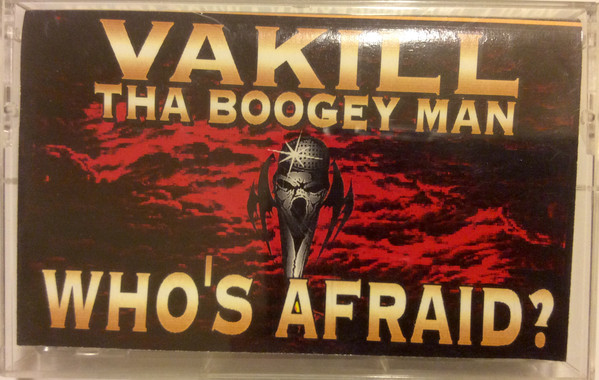 VAKILL
THA BOOGEY MAN
WHO'S AFRAID?